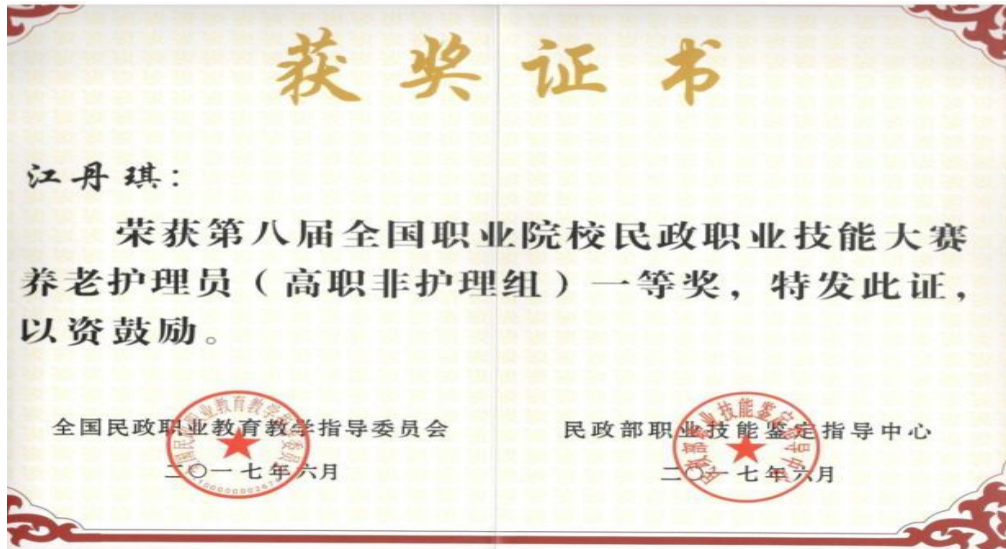 获奖证书
江丹琪：
荣获第八届全国职业院校民政职业技能大赛
养老护理员（高职非护理组）一等奖，特发此证，
以资鼓励。
全国民政职业教育教学指导委员会
二〇一七年六月
民政部职业技能鉴定指导中心
二〇一七年六月